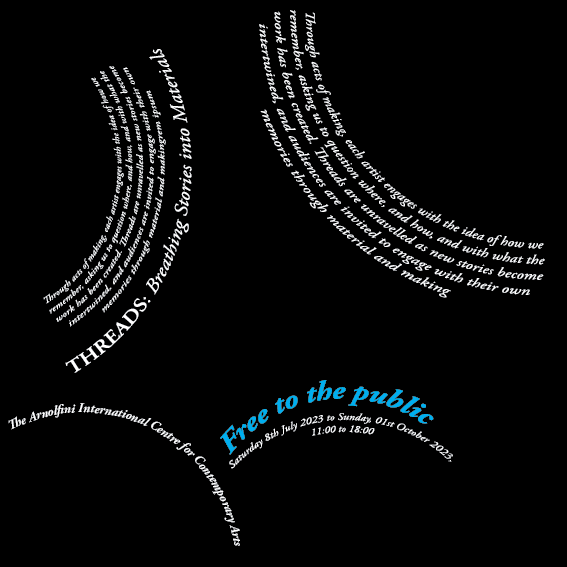 Through acts of making, each artist engages with the idea of how we
remember, asking us to question where, and how, and with what the
work has been created. Threads are unravelled as new stories become
intertwined, and audiences are invited to engage with their own
memories through material and making
Through acts of making, each artist engages with the idea of how we
remember, asking us to question where, and how, and with what the
work has been created. Threads are unravelled as new stories become
intertwined, and audiences are invited to engage with their own
memories through material and makingrem ipsum
THREADS: Breathing Stories into Materials
The Arnolfini International Centre for Contemporary Arts
Free to the public
Saturday 8th July 2023 to Sunday, 01st October 2023,
11:00 to 18:00